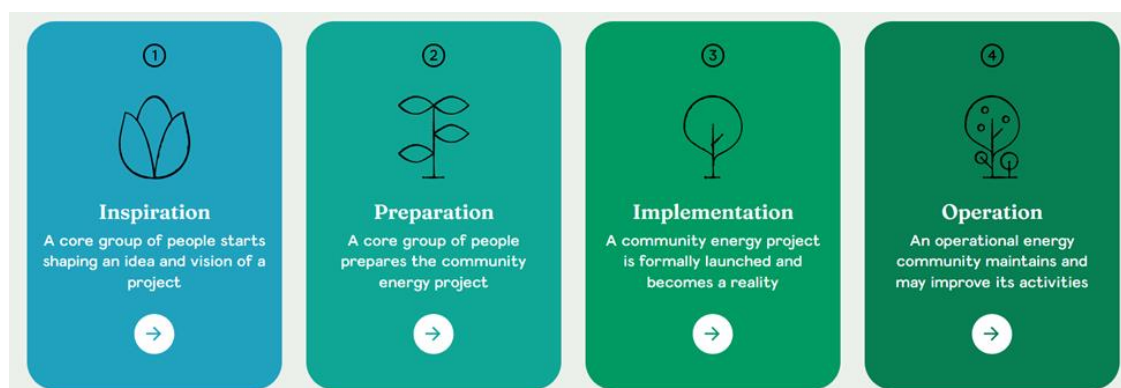 1
Inspiration
A core group of people starts
shaping an idea and vision of a
project
2
Preparation
A core group of people
prepares the community
energy project
3
Implementation
A community energy project
is formally launched and
becomes a reality
4
Operation
An operational energy
community maintains and
may improve its activities